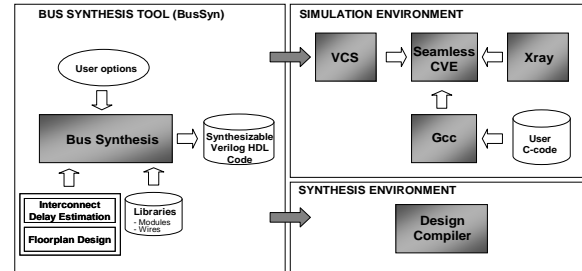 BUS SYNTHESIS TOOL (BusSyn)
User options
Bus Synthesis
Synthesizable
Verilog HDL
Code
Interconnect
Delay Estimation
Floorplan Design
Libraries
- Modules
- Wires
SIMULATION ENVIRONMENT
VCS
Seamless
CVE
Xray
Gcc
User
C-code
SYNTHESIS ENVIRONMENT
Design
Compiler